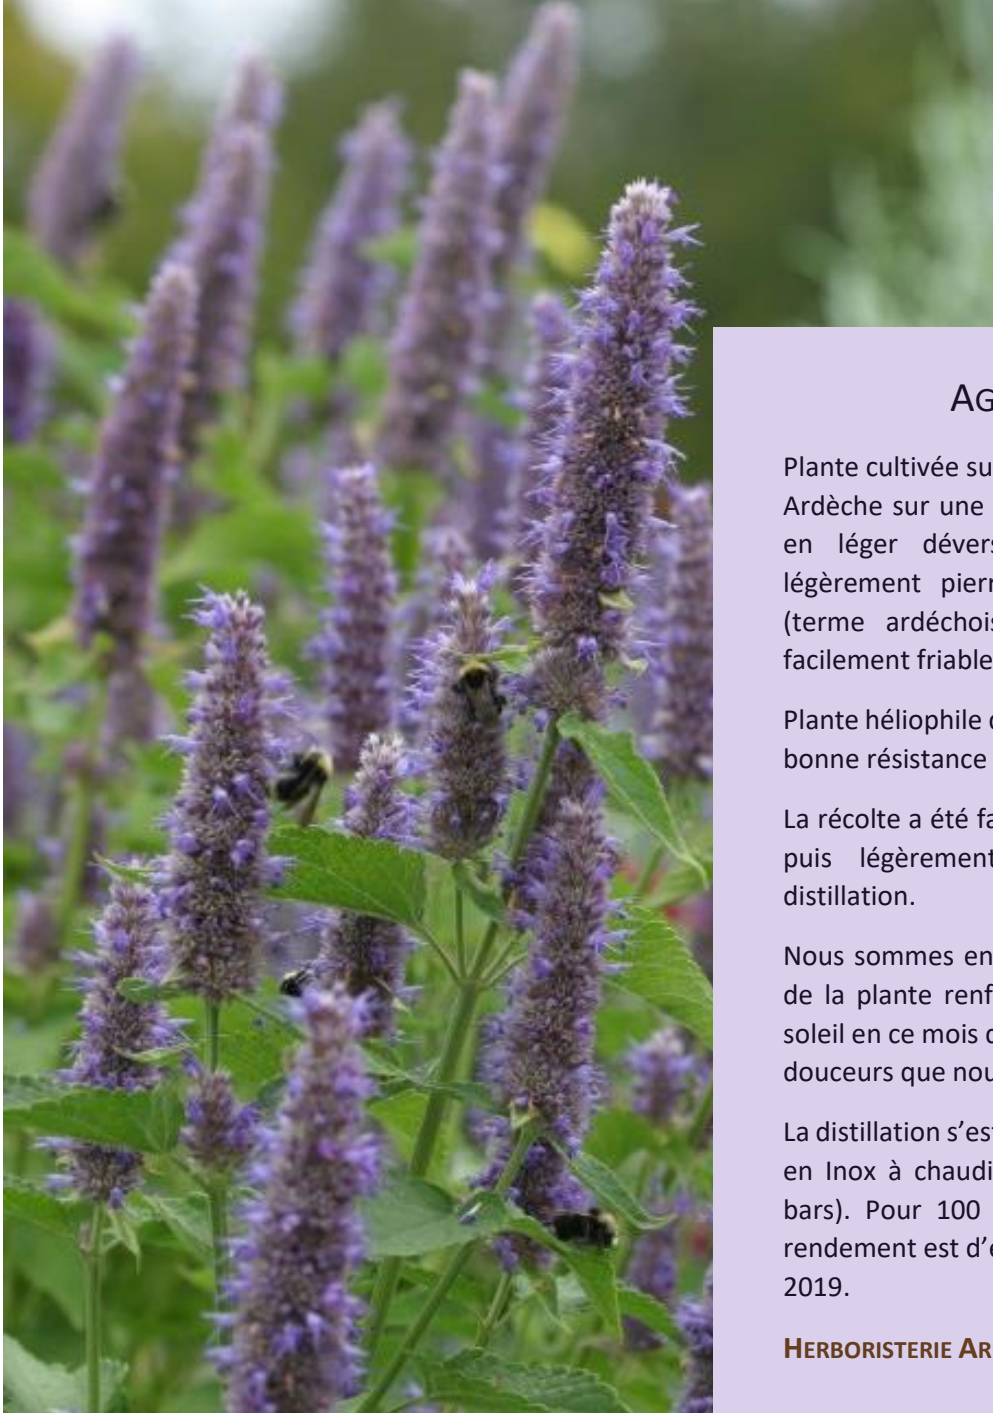 AG
Plante cultivée su
Ardèche sur une
en léger dévers
légèrement pierr
(terme ardéchois
facilement friable
Plante héliophile d
bonne résistance
La récolte a été fa
puis légèrement
distillation.
Nous sommes en
de la plante renf
soleil en ce mois d
douceurs que nou
La distillation s’est
en Inox à chaudi
bars). Pour 100
rendement est d’e
2019.
HERBORISTERIE AR